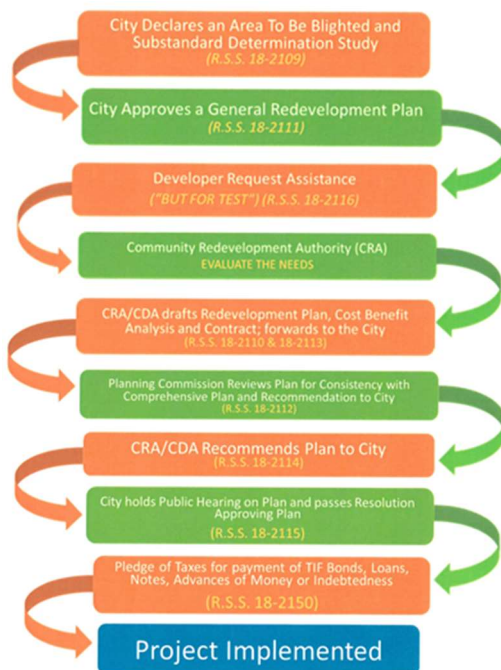 City Declares an Area To Be Blighted and
Substandard Determination Study
(R.S.S. 18-2109)
City Approves a General Redevelopment Plan
(R.S.S. 18-2111)
Developer Request Assistance
("BUT FOR TEST") (R.S.S. 18-2116)
Community Redevelopment Authority (CRA)
EVALUATE THE NEEDS
CRA/CDA drafts Redevelopment Plan, Cost Benefit
Analysis and Contract; forwards to the City
(R.S.S. 18-2110 & 18-2113)
Planning Commission Reviews Plan for Consistency with
Comprehensive Plan and Recommendation to City
(R.S.S. 18-2112)
CRA/CDA Recommends Plan to City
(R.S.S. 18-2114)
City holds Public Hearing on Plan and passes Resolution
Approving Plan
(R.S.S. 18-2115)
Pledge of Taxes for payment of TIF Bonds, Loans,
Notes, Advances of Money or Indebtedness
(R.S.S. 18-2150)
Project Implemented